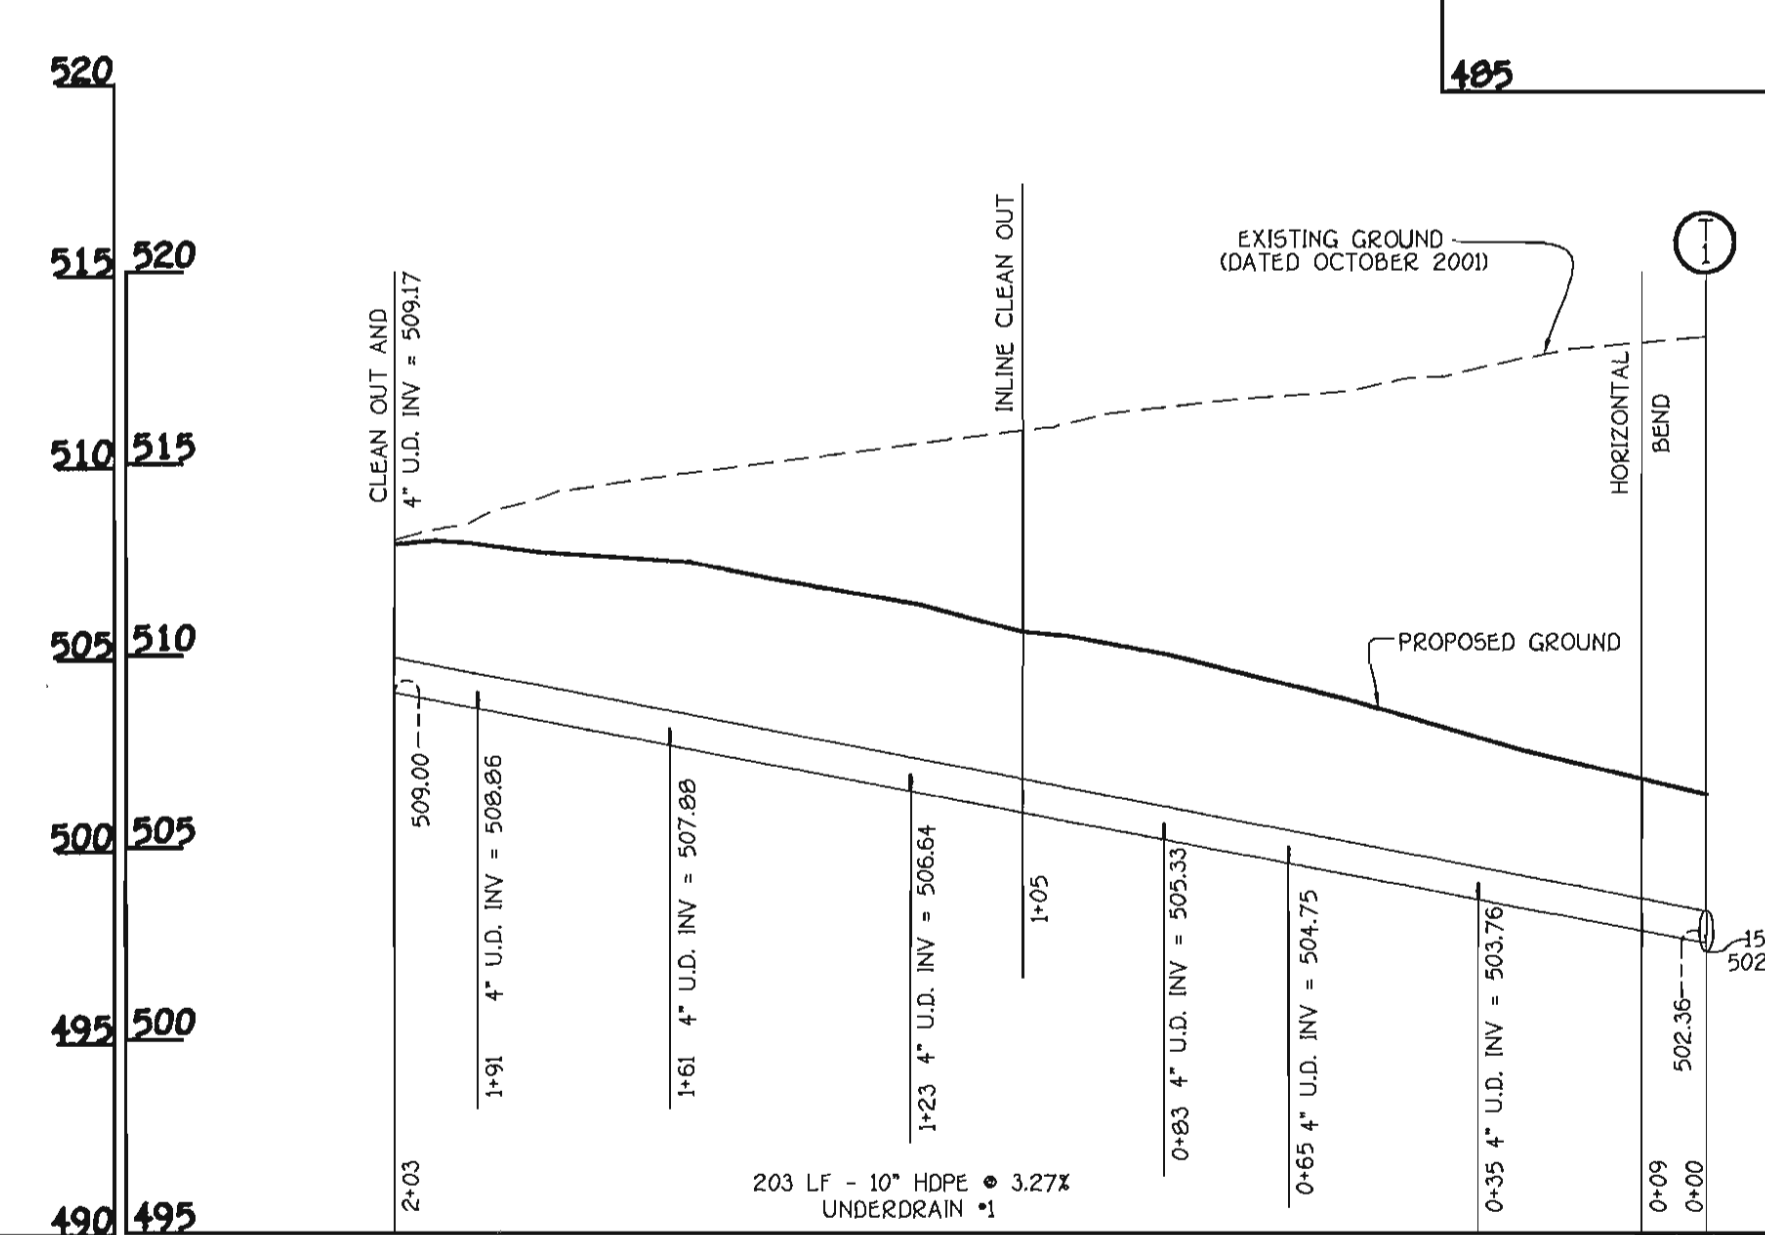 520
485
515 520
510 515
505 510
500 505
495 500
490 495
CLEAN OUT AND
4" U.D. INV = 509.17
INLINE CLEAN OUT
EXISTING GROUND
(DATED OCTOBER 2001)
T
1
HORIZONTAL
BEND
PROPOSED GROUND
509.00
1+91 4" U.D. INV = 508.86
1+61 4" U.D. INV = 507.88
1+23 4" U.D. INV = 506.64
1+05
0+83 4" U.D. INV = 505.33
0+65 4" U.D. INV = 504.75
0+35 4" U.D. INV = 503.76
502.36
15
502
2+03
203 LF - 10" HDPE @ 3.27%
UNDERDRAIN #1
0+09
0+00